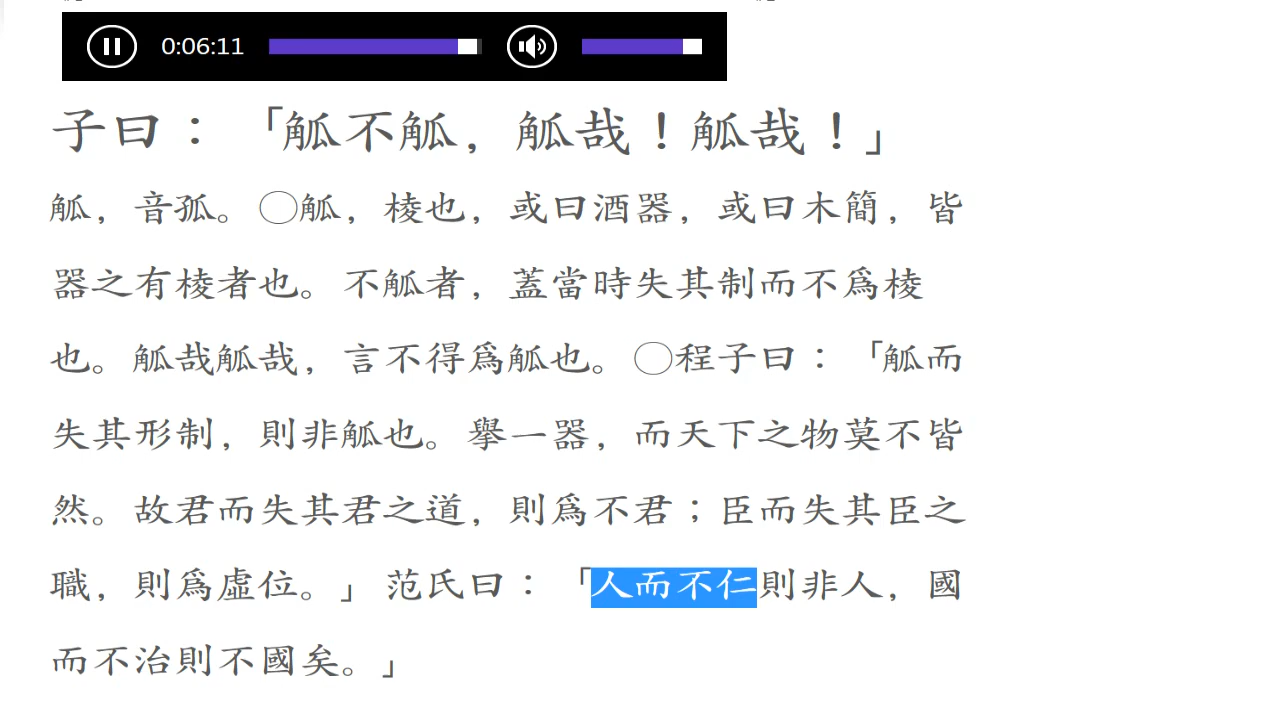 0:06:11
子曰：「觚不觚，觚哉！觚哉！」
觚，音孤。◯觚，棱也，或曰酒器，或曰木簡，皆
器之有棱者也。不觚者，蓋當時失其制而不爲棱
也。觚哉觚哉，言不得爲觚也。◯程子曰：「觚而
失其形制，則非觚也。舉一器，而天下之物莫不皆
然。故君而失其君之道，則爲不君；臣而失其臣之
職，則爲虛位。」范氏曰：「人而不仁則非人，國
而不治則不國矣。」